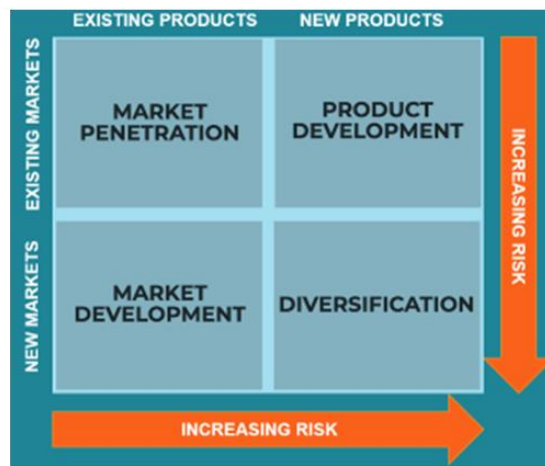 EXISTING PRODUCTS
NEW PRODUCTS
EXISTING MARKETS
MARKET
PENETRATION
PRODUCT
DEVELOPMENT
NEW MARKETS
MARKET
DEVELOPMENT
DIVERSIFICATION
INCREASING RISK
INCREASING RISK